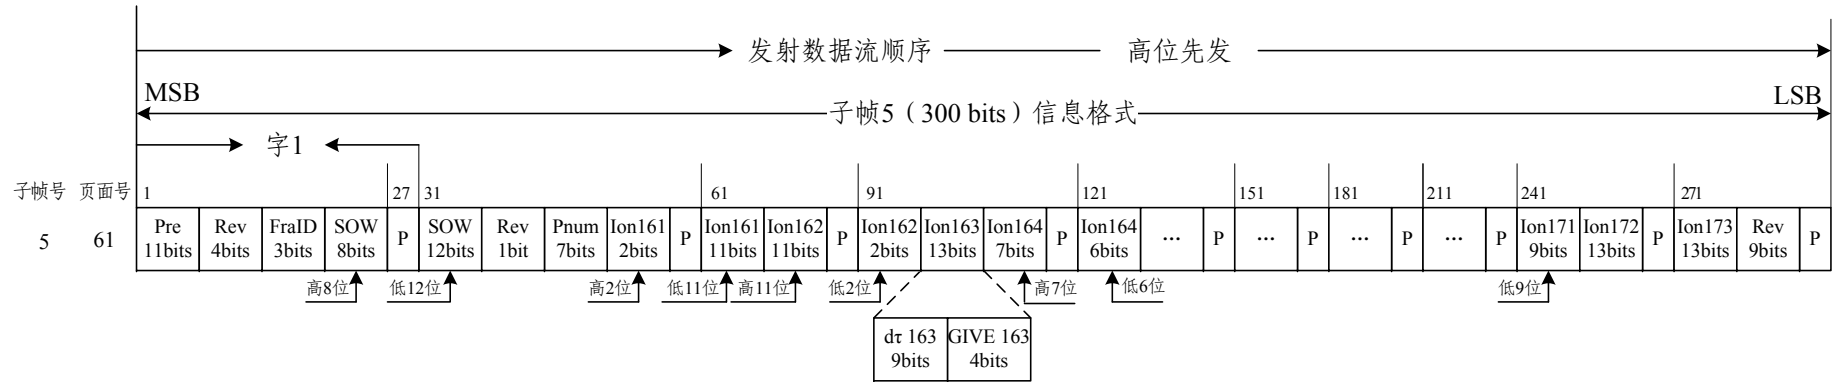 发射数据流顺序 高位先发
MSB LSB
子帧5（300 bits）信息格式
字1
子帧号 页面号 1 27 31 61 91 121 151 181 211 241 271
Pre Rev FraID SOW P SOW Rev Pnum Ion161 P Ion161 Ion162 P Ion162 Ion163 Ion164 P Ion164 ... P ... P ... P ... P Ion171 Ion172 P Ion173 Rev P
5 61 11bits 4bits 3bits 8bits 12bits 1bit 7bits 2bits 11bits 11bits 2bits 13bits 7bits 6bits 9bits 13bits 13bits 9bits
高8位 低12位 高2位 低11位 高11位 低2位 高7位 低6位 低9位
dτ 163 GIVE 163
9bits 4bits